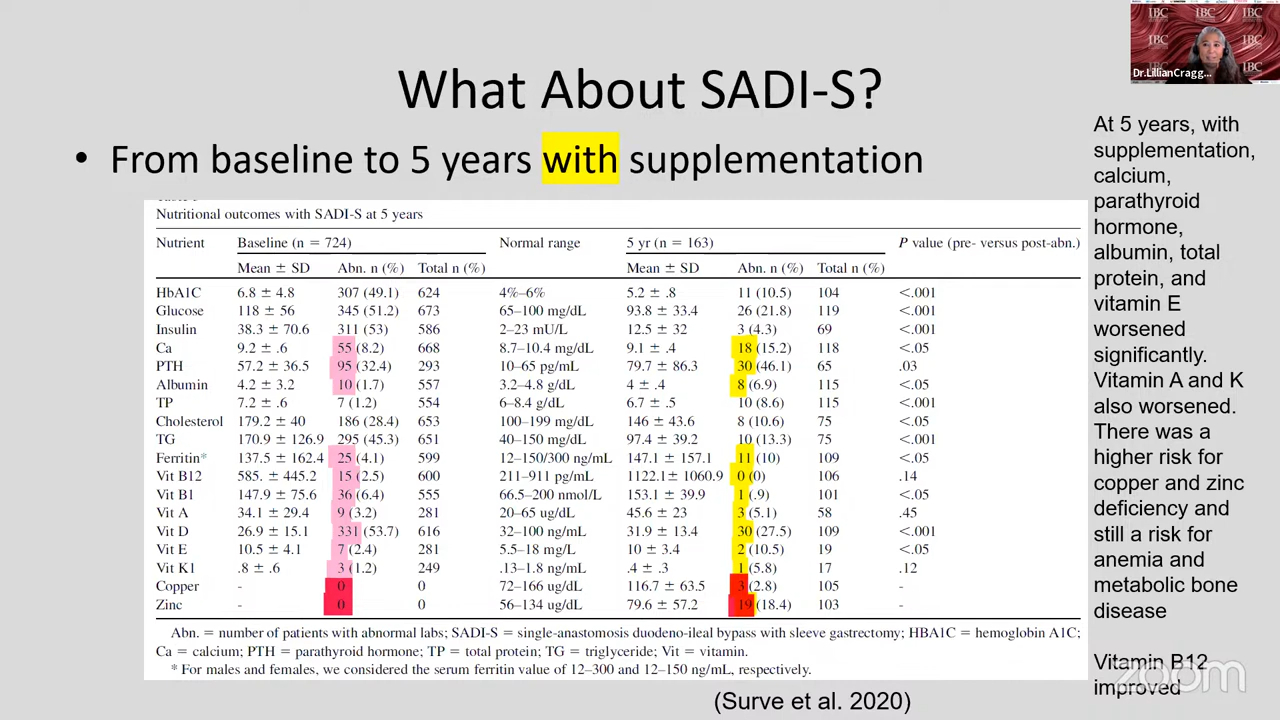 What About SADI-S?
• From baseline to 5 years with supplementation
Nutritional outcomes with SADI-S at 5 years
Nutrient Baseline (n = 724) Normal range 5 yr (n = 163) P value (pre- versus post-abn.)
Mean ± SD Abn. n (%) Total n (%) Mean ± SD Abn. n (%) Total n (%)
HbA1C 6.8 ± 4.8 307 (49.1) 624 4%–6% 5.2 ± .8 11 (10.5) 104 <.001
Glucose 118 ± 56 345 (51.2) 673 65–100 mg/dL 93.8 ± 33.4 26 (21.8) 119 <.001
Insulin 38.3 ± 70.6 311 (53) 586 2–23 mU/L 12.5 ± 32 3 (4.3) 69 <.001
Ca 9.2 ± .6 55 (8.2) 668 8.7–10.4 mg/dL 9.1 ± .4 18 (15.2) 118 <.05
PTH 57.2 ± 36.5 95 (32.4) 293 10–65 pg/mL 79.7 ± 86.3 30 (46.1) 65 .03
Albumin 4.2 ± 3.2 10 (1.7) 557 3.2–4.8 g/dL 4 ± .4 8 (6.9) 115 <.05
TP 7.2 ± .6 7 (1.2) 554 6–8.4 g/dL 6.7 ± .5 10 (8.6) 115 <.001
Cholesterol 179.2 ± 40 186 (28.4) 653 100–199 mg/dL 146 ± 43.6 8 (10.6) 75 <.05
TG 170.9 ± 126.9 295 (45.3) 651 40–150 mg/dL 97.4 ± 39.2 10 (13.3) 75 <.001
Ferritin* 137.5 ± 162.4 25 (4.1) 599 12–150/300 ng/mL 147.1 ± 157.1 11 (10) 109 <.05
Vit B12 585. ± 445.2 15 (2.5) 600 211–911 pg/mL 1122.1 ± 1060.9 0 (0) 106 .14
Vit B1 147.9 ± 75.6 36 (6.4) 555 66.5–200 nmol/L 153.1 ± 39.9 1 (.9) 101 <.05
Vit A 34.1 ± 29.4 9 (3.2) 281 20–65 ug/dL 45.6 ± 23 3 (5.1) 58 .45
Vit D 26.9 ± 15.1 331 (53.7) 616 32–100 ng/mL 31.9 ± 13.4 30 (27.5) 109 <.001
Vit E 10.5 ± 4.1 7 (2.4) 281 5.5–18 mg/L 10 ± 3.4 2 (10.5) 19 <.05
Vit K1 .8 ± .6 3 (1.2) 249 .13–1.8 ng/mL .4 ± .3 1 (5.8) 17 .12
Copper - 0 0 72–166 ug/dL 116.7 ± 63.5 3 (2.8) 105 -
Zinc - 0 0 56–134 ug/dL 79.6 ± 57.2 19 (18.4) 103 -
Abn. = number of patients with abnormal labs; SADI-S = single-anastomosis duodeno-ileal bypass with sleeve gastrectomy; HBA1C = hemoglobin A1C;
Ca = calcium; PTH = parathyroid hormone; TP = total protein; TG = triglyceride; Vit = vitamin.
* For males and females, we considered the serum ferritin value of 12–300 and 12–150 ng/mL, respectively.
(Surve et al. 2020)
IBC IBC IBC
IBC IBC
IBC IBC
Dr.LillianCragg...
At 5 years, with
supplementation,
calcium,
parathyroid
hormone,
albumin, total
protein, and
vitamin E
worsened
significantly.
Vitamin A and K
also worsened.
There was a
higher risk for
copper and zinc
deficiency and
still a risk for
anemia and
metabolic bone
disease
Vitamin B12
improved
zoom